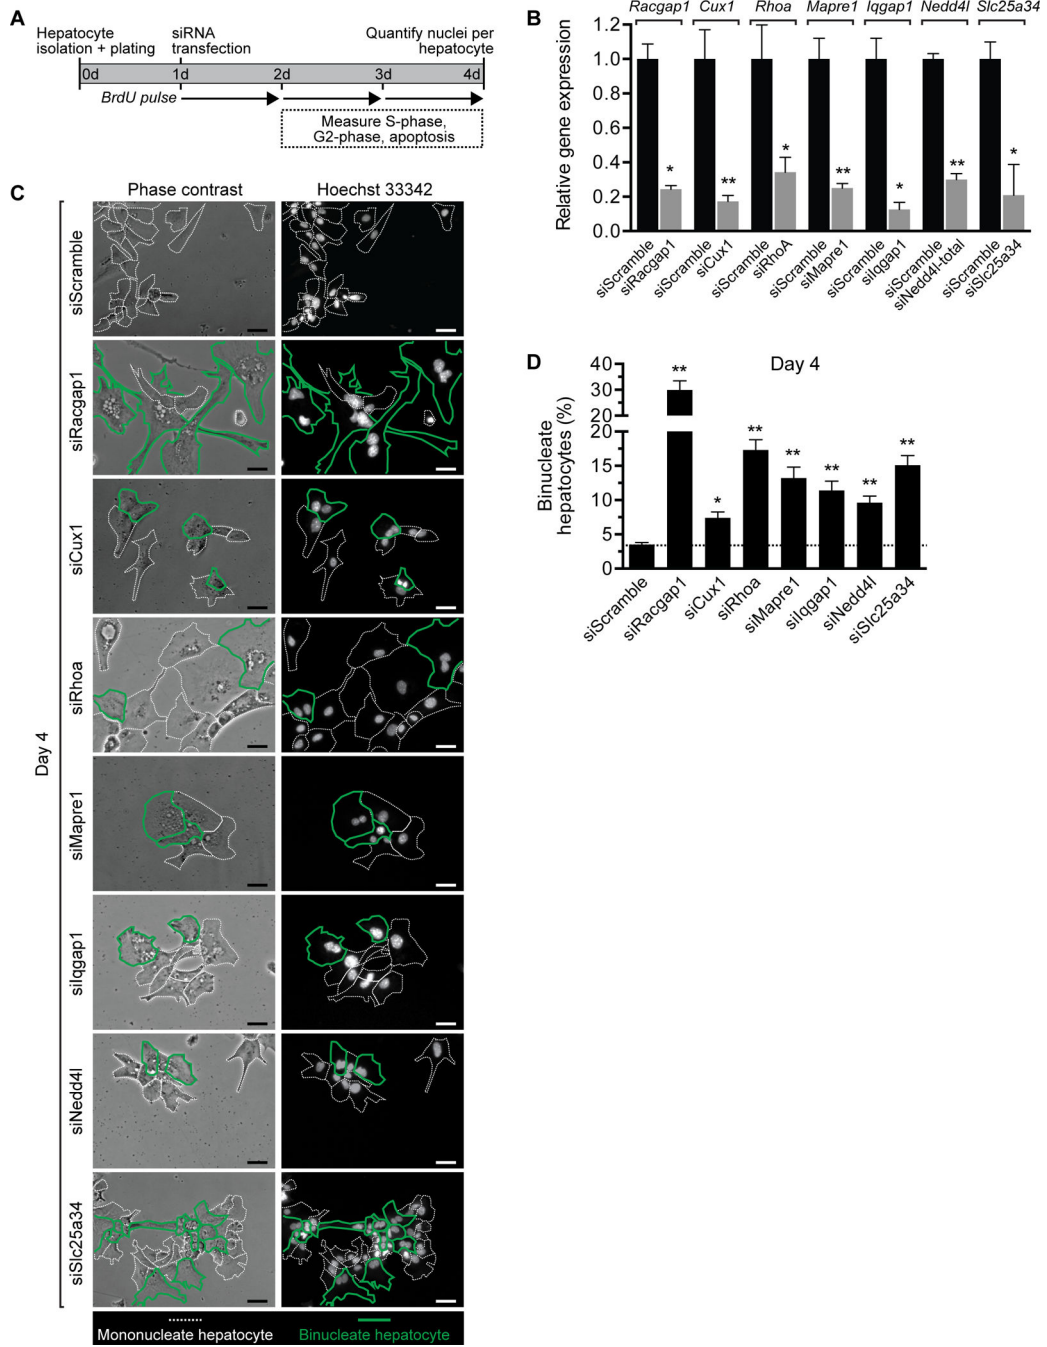 A
Hepatocyte
isolation + plating
siRNA
transfection
Quantify nuclei per
hepatocyte
0d
1d
2d
3d
4d
BrdU pulse
Measure S-phase,
G2-phase, apoptosis
B
Racgap1 Cux1 Rhoa Mapre1 Iqgap1 Nedd4l Slc25a34
Relative gene expression
1.2
1.0
0.8
0.6
0.4
0.2
0.0
* ** * ** * ** *
siScramble
siRacgap1
siScramble
siCux1
siScramble
siRhoA
siScramble
siMapre1
siScramble
siIqgap1
siScramble
siNedd4l-total
siScramble
siSlc25a34
C
Phase contrast
Hoechst 33342
Day 4
siScramble
siRacgap1
siCux1
siRhoa
siMapre1
siIqgap1
siNedd4l
siSlc25a34
Mononucleate hepatocyte
Binucleate hepatocyte
D
Day 4
Binucleate
hepatocytes (%)
40
30
20
20
15
10
5
0
** * ** ** ** ** **
siScramble
siRacgap1
siCux1
siRhoa
siMapre1
siIqgap1
siNedd4l
siSlc25a34